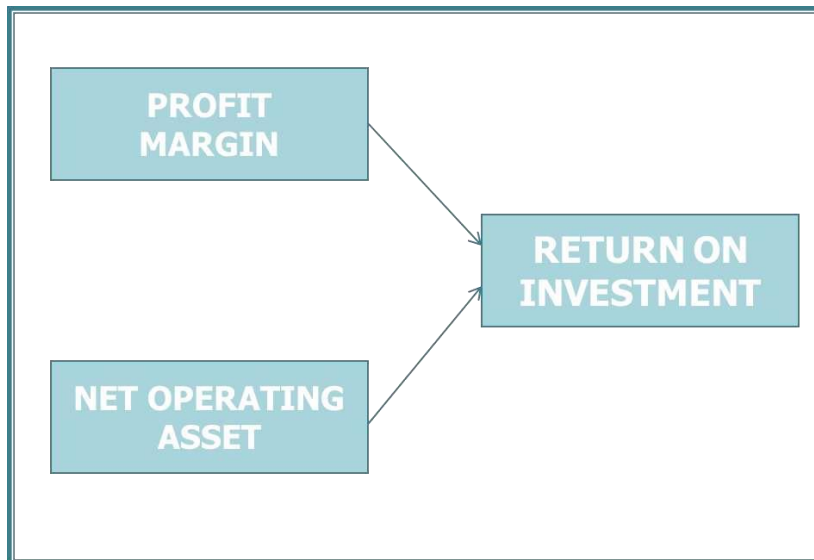 PROFIT
MARGIN
RETURN ON
INVESTMENT
NET OPERATING
ASSET